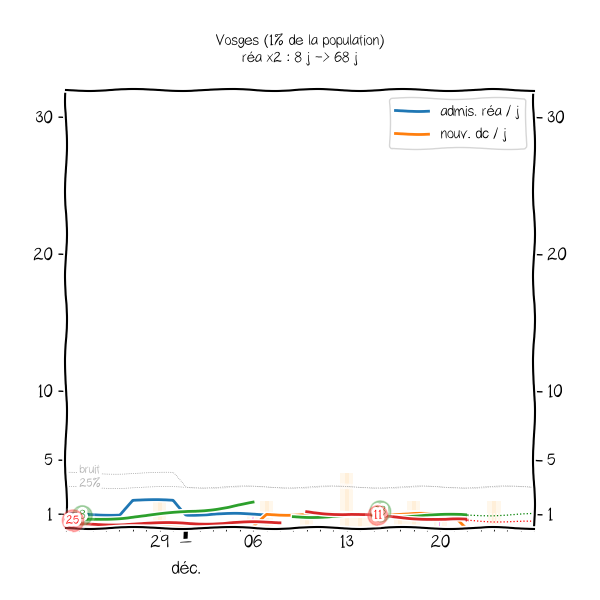 Vosges (1% de la population)
réa x2 : 8 j -> 68 j
admis. réa / j
nouv. dc / j
30 30
20 20
10 10
5 5
bruit
25%
1 1
25 11
29 06 13 20
déc.